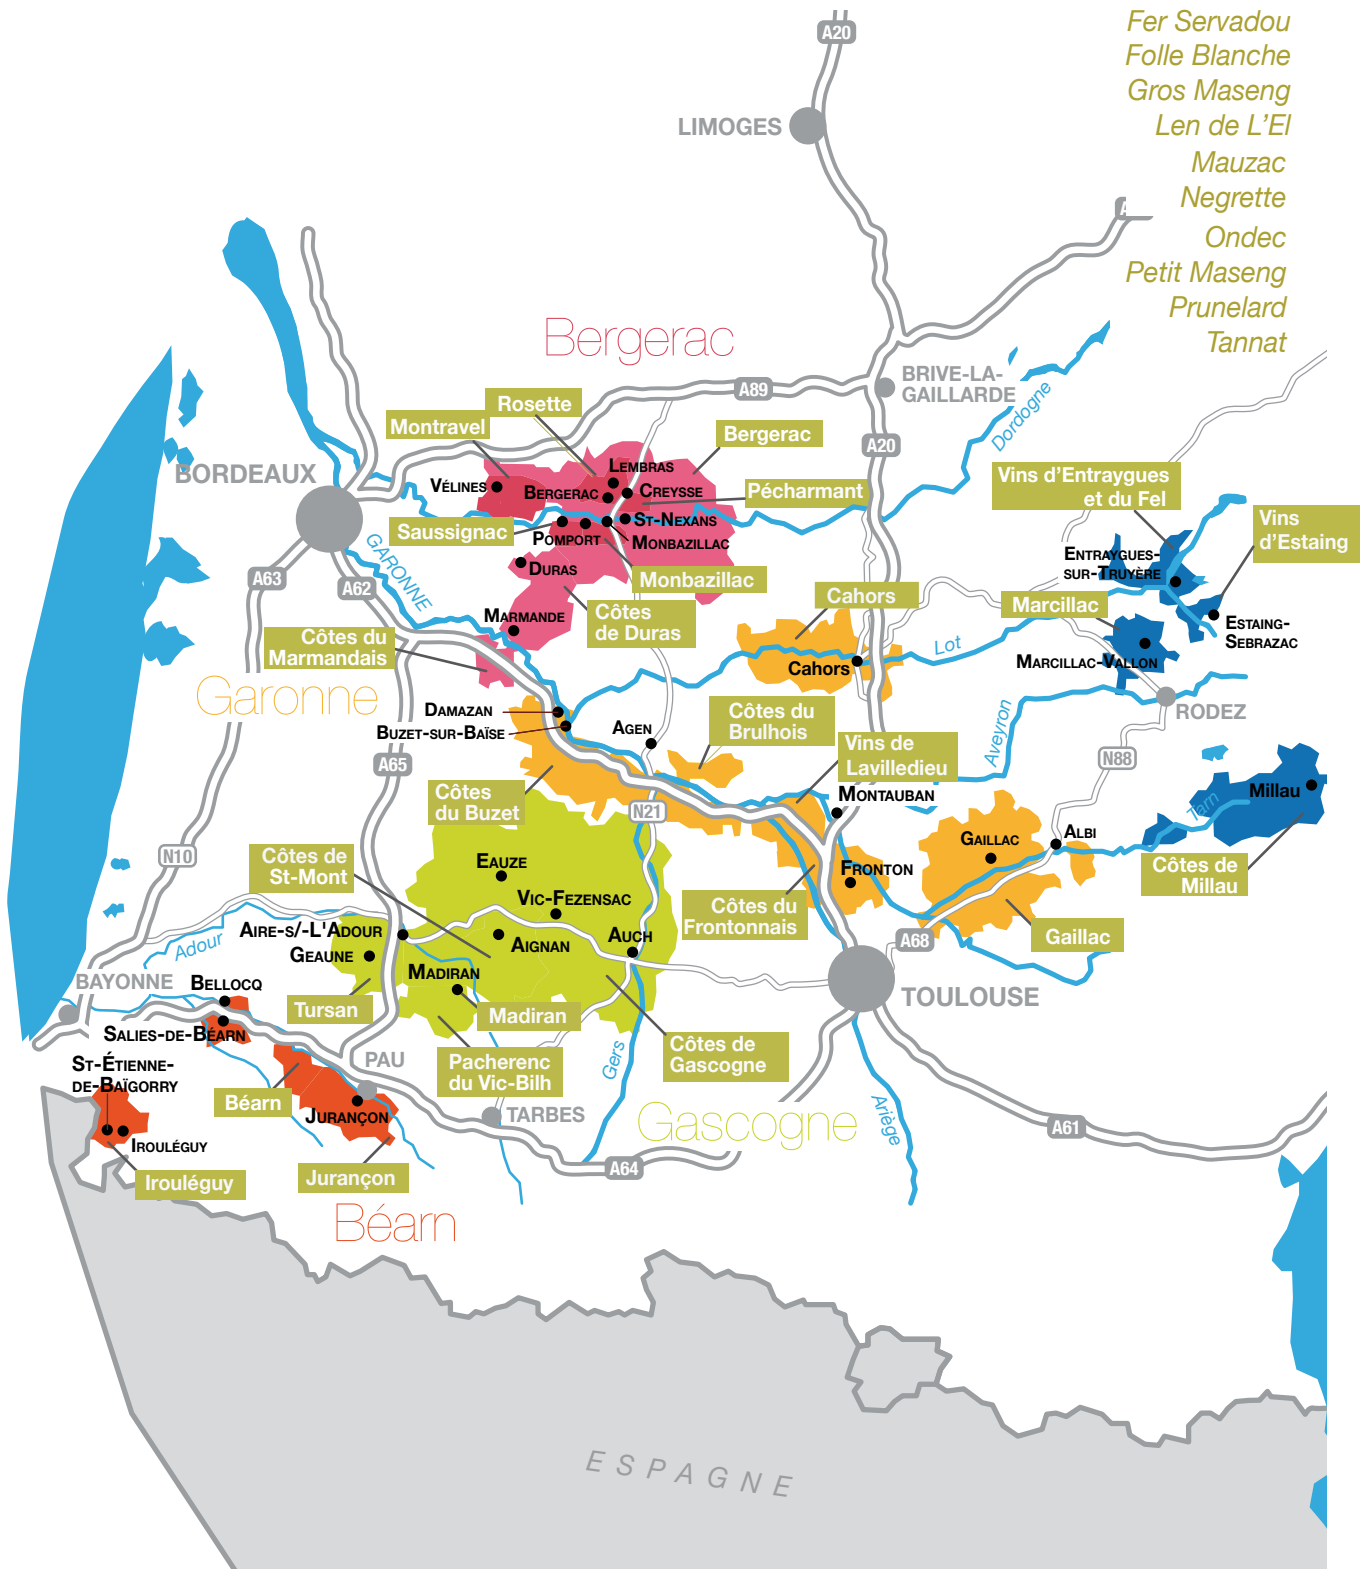 Fer Servadou
Folle Blanche
Gros Maseng
Len de L'El
Mauzac
Negrette
Ondec
Petit Maseng
Prunelard
Tannat
A20
LIMOGES
Bergerac
BRIVE-LA-
GAILLARDE
A89
Rosette
Montravel
Bergerac
A20
Dordogne
BORDEAUX
LEMBRAS
VÉLINES
BERGERAC
CREYSSE
Pécharmant
Vins d'Entraygues
et du Fel
Saussignac
ST-NEXANS
POMPORT
MONBAZILLAC
Vins
d'Estaing
GARONNE
ENTRAYGUES-
SUR-TRUYÈRE
A63
A62
DURAS
Monbazillac
Cahors
Marcillac
MARMANDE
Côtes
de Duras
ESTAING-
SEBRAZAC
Côtes du
Marmandais
Lot
Cahors
MARCILLAC-VALLON
Garonne
DAMAZAN
BUZET-SUR-BAÏSE
AGEN
Côtes du
Brulhois
RODEZ
Aveyron
Vins de
Lavilledieu
A65
N88
Côtes
du Buzet
N21
MONTAUBAN
Millau
Tarn
GAILLAC
ALBI
N10
Côtes de
St-Mont
EAUZE
FRONTON
Côtes de
Millau
VIC-FEZENSAC
Côtes du
Frontonnais
Adour
AIRE-S/-L'ADOUR
AIGNAN
AUCH
A68
Gaillac
GEAUNE
MADIRAN
BAYONNE
BELLOCQ
TOULOUSE
Tursan
Madiran
SALIES-DE-BÉARN
Côtes de
Gascogne
PAU
Pacherenc
du Vic-Bilh
Gers
ST-ÉTIENNE-
DE-BAÏGORRY
Béarn
JURANÇON
TARBES
Gascogne
Ariège
A61
IROULÉGUY
A64
Irouléguy
Jurançon
Béarn
ESPAGNE